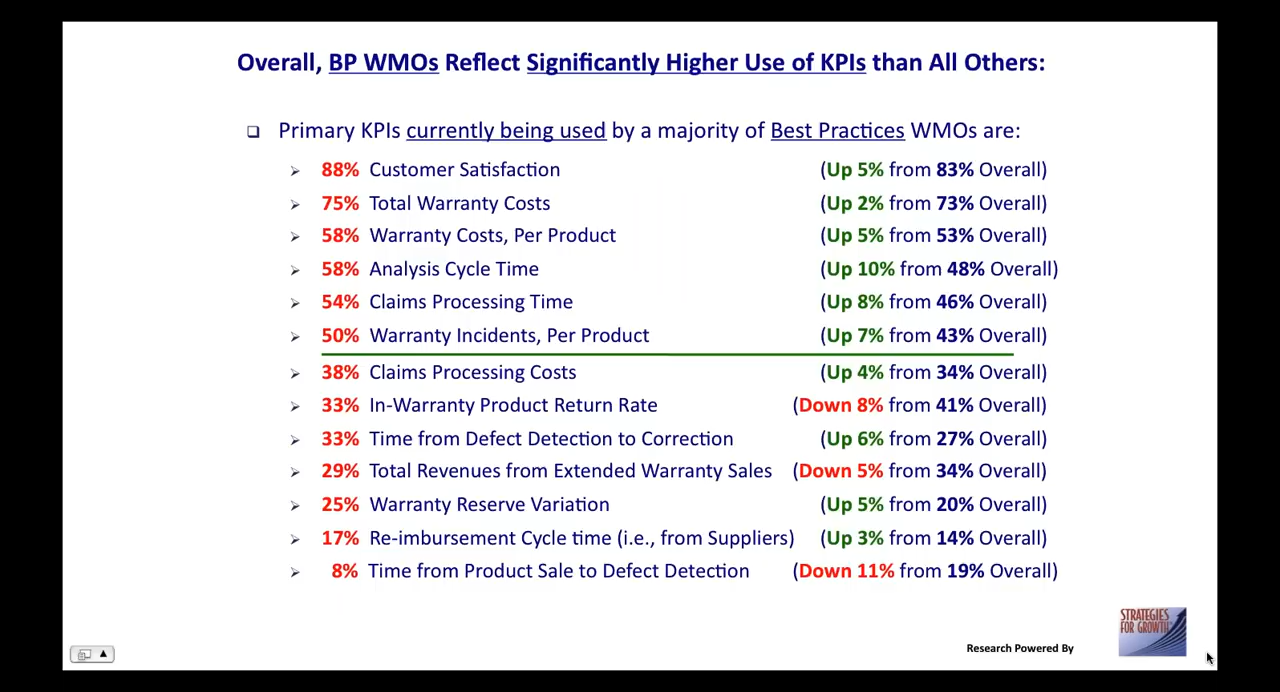 Overall, BP WMOs Reflect Significantly Higher Use of KPIs than All Others:
Primary KPIs currently being used by a majority of Best Practices WMOs are:
88% Customer Satisfaction (Up 5% from 83% Overall)
75% Total Warranty Costs (Up 2% from 73% Overall)
58% Warranty Costs, Per Product (Up 5% from 53% Overall)
58% Analysis Cycle Time (Up 10% from 48% Overall)
54% Claims Processing Time (Up 8% from 46% Overall)
50% Warranty Incidents, Per Product (Up 7% from 43% Overall)
38% Claims Processing Costs (Up 4% from 34% Overall)
33% In-Warranty Product Return Rate (Down 8% from 41% Overall)
33% Time from Defect Detection to Correction (Up 6% from 27% Overall)
29% Total Revenues from Extended Warranty Sales (Down 5% from 34% Overall)
25% Warranty Reserve Variation (Up 5% from 20% Overall)
17% Re-imbursement Cycle time (i.e., from Suppliers) (Up 3% from 14% Overall)
8% Time from Product Sale to Defect Detection (Down 11% from 19% Overall)
STRATEGIES
FOR GROWTH
Research Powered By